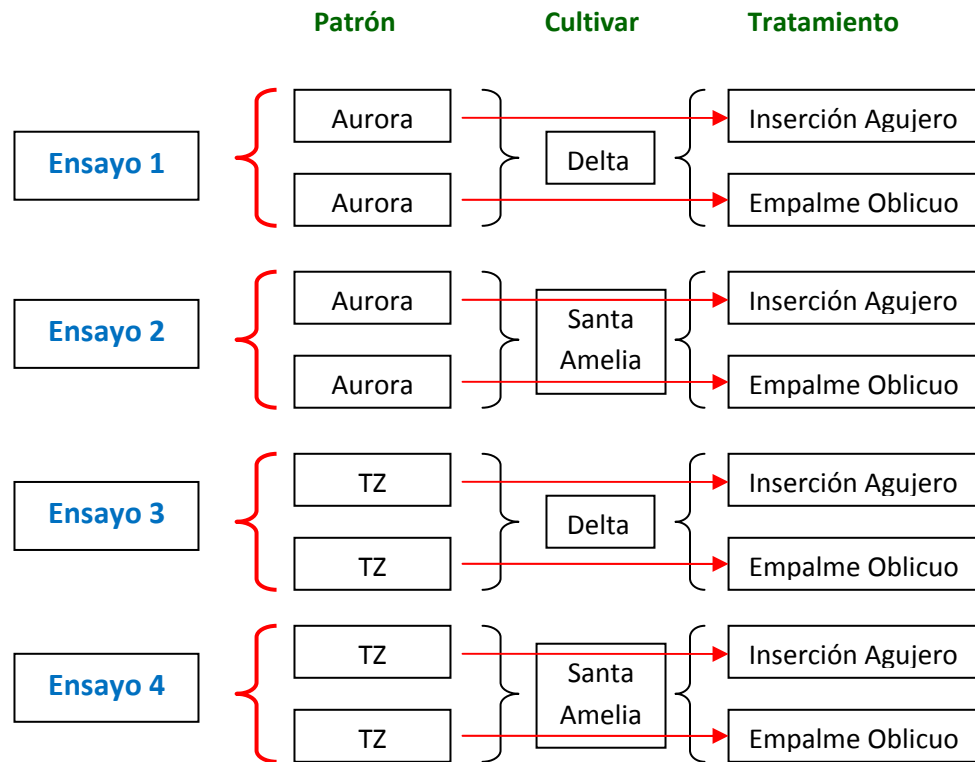 Patrón Cultivar Tratamiento
Aurora Inserción Agujero
Ensayo 1 Delta
Aurora Empalme Oblicuo
Aurora Inserción Agujero
Ensayo 2 Santa
Amelia
Aurora Empalme Oblicuo
TZ Inserción Agujero
Ensayo 3 Delta
TZ Empalme Oblicuo
TZ Inserción Agujero
Ensayo 4 Santa
Amelia
TZ Empalme Oblicuo